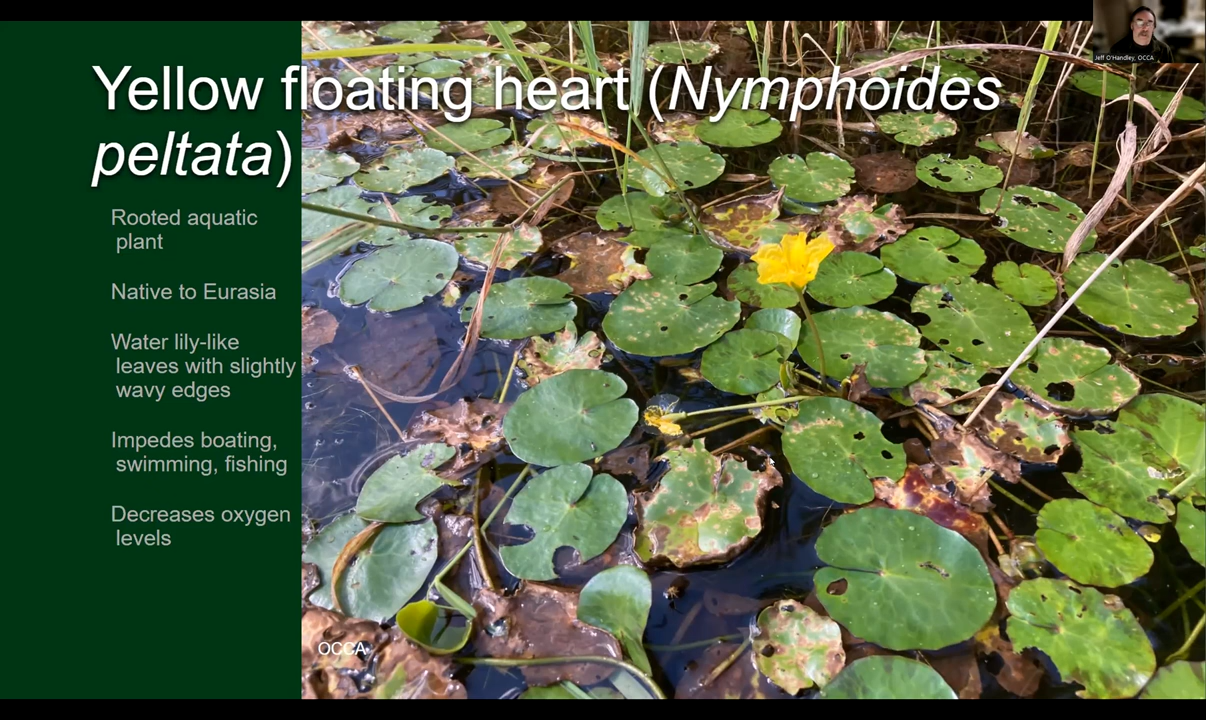 Jeff O'Handley, OCCA
Yellow floating heart (Nymphoides
peltata)
Rooted aquatic
plant
Native to Eurasia
Water lily-like
leaves with slightly
wavy edges
Impedes boating,
swimming, fishing
Decreases oxygen
levels
OCCA